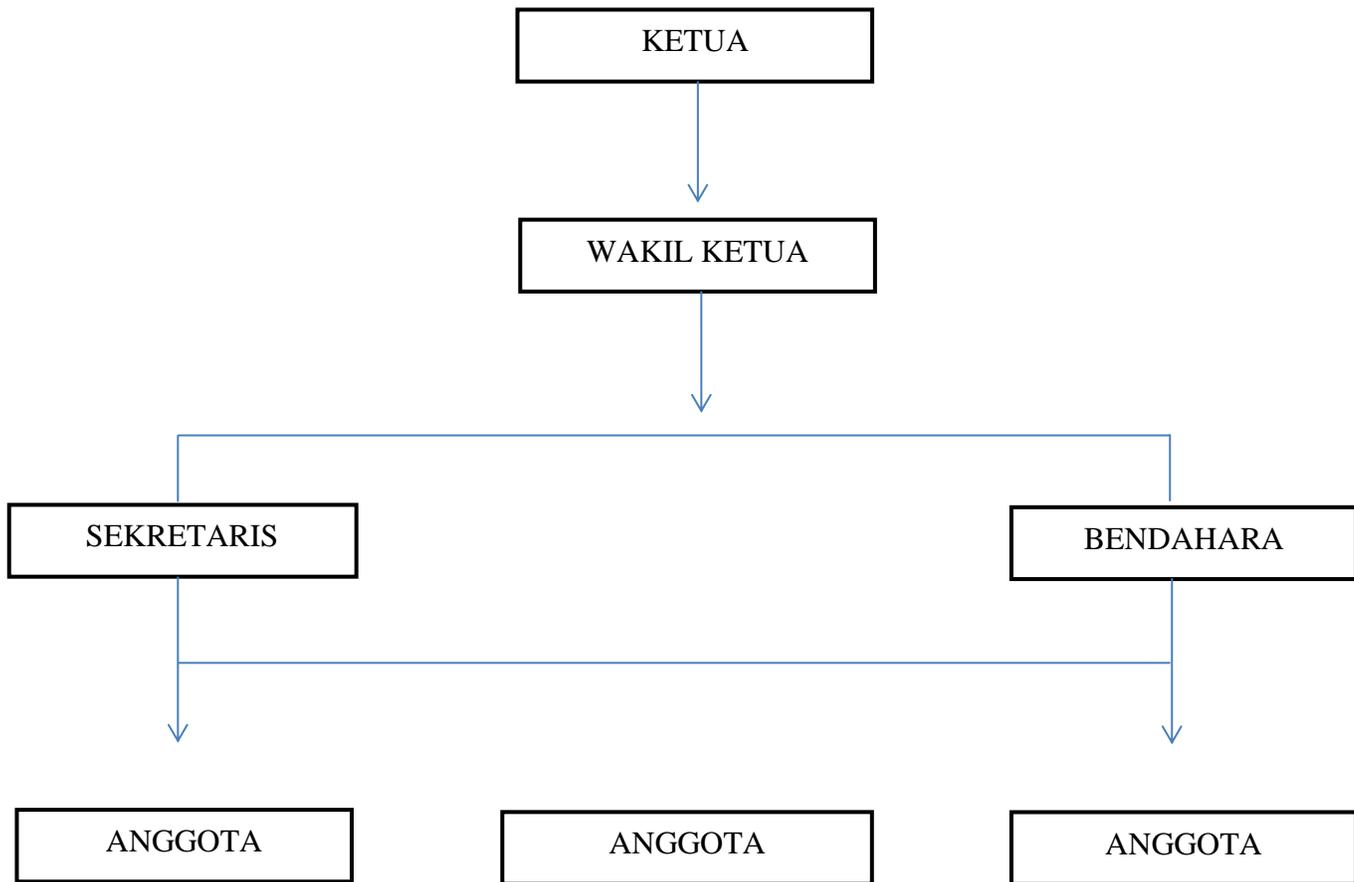 KETUA
WAKIL KETUA
SEKRETARIS
BENDAHARA
ANGGOTA
ANGGOTA
ANGGOTA